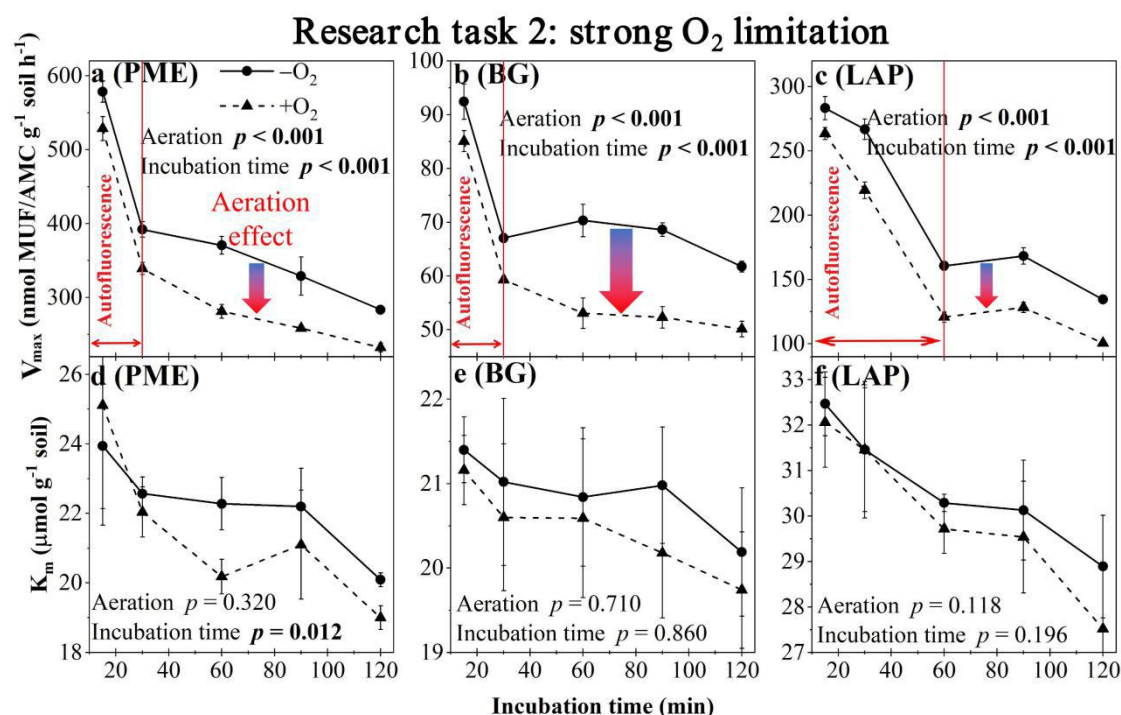 Research task 2: strong O₂ limitation
V_max (nmol MUF/AMC g⁻¹ soil h⁻¹)
a (PME)
−O₂
+O₂
Aeration p < 0.001
Incubation time p < 0.001
Autofluorescence
Aeration
effect
600
500
400
300
b (BG)
Aeration p < 0.001
Incubation time p < 0.001
Autofluorescence
100
90
80
70
60
50
c (LAP)
Aeration p < 0.001
Incubation time p < 0.001
Autofluorescence
300
250
200
150
100
K_m (μmol g⁻¹ soil)
d (PME)
26
24
22
20
18
Aeration p = 0.320
Incubation time p = 0.012
20 40 60 80 100 120
e (BG)
22
21
20
19
Aeration p = 0.710
Incubation time p = 0.860
20 40 60 80 100 120
f (LAP)
33
32
31
30
29
28
27
Aeration p = 0.118
Incubation time p = 0.196
20 40 60 80 100 120
Incubation time (min)